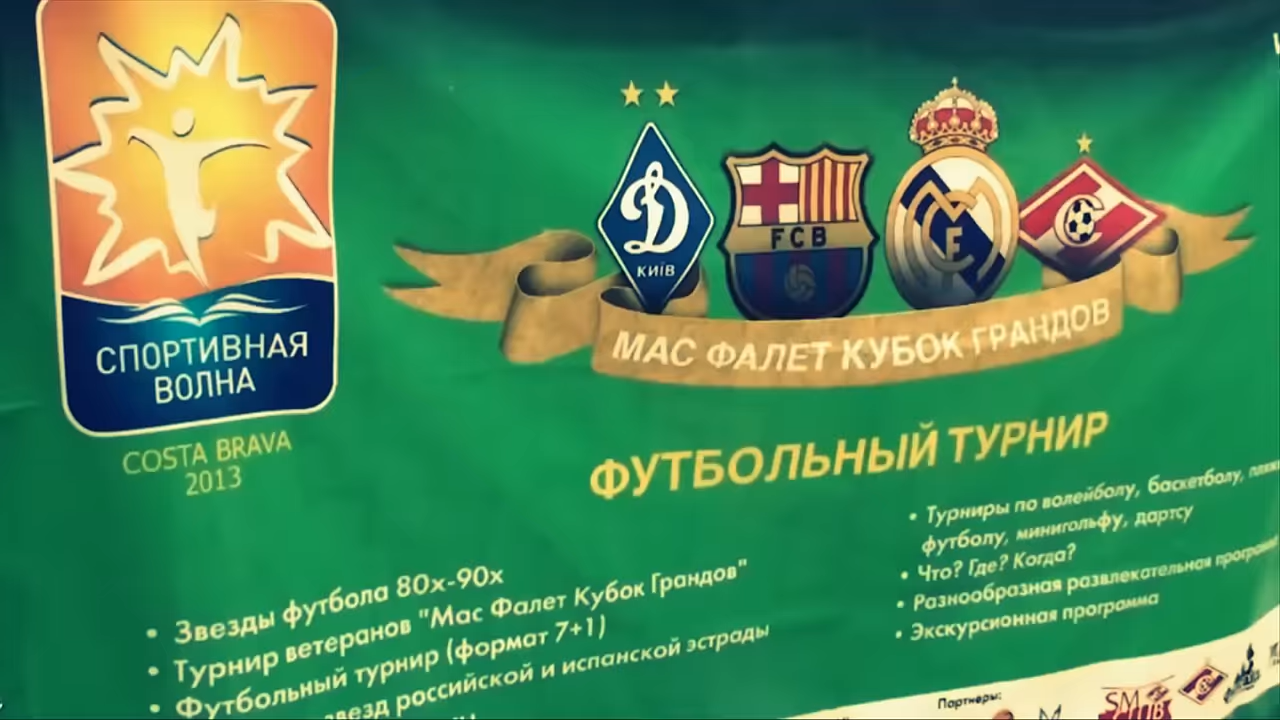 КИЇВ
FCB
МАС ФАЛЕТ КУБОК ГРАНДОВ
СПОРТИВНАЯ
ВОЛНА
COSTA BRAVA
2013
ФУТБОЛЬНЫЙ ТУРНИР
• Звезды футбола 80х-90х
• Турнир ветеранов "Мас Фалет Кубок Грандов"
• Футбольный турнир (формат 7+1)
российской и испанской эстрады
• Турниры по волейболу, баскетболу,
футболу, минигольфу, дартсу
• Что? Где? Когда?
• Разнообразная развлекательная
• Экскурсионная программа
Партнеры:
SM